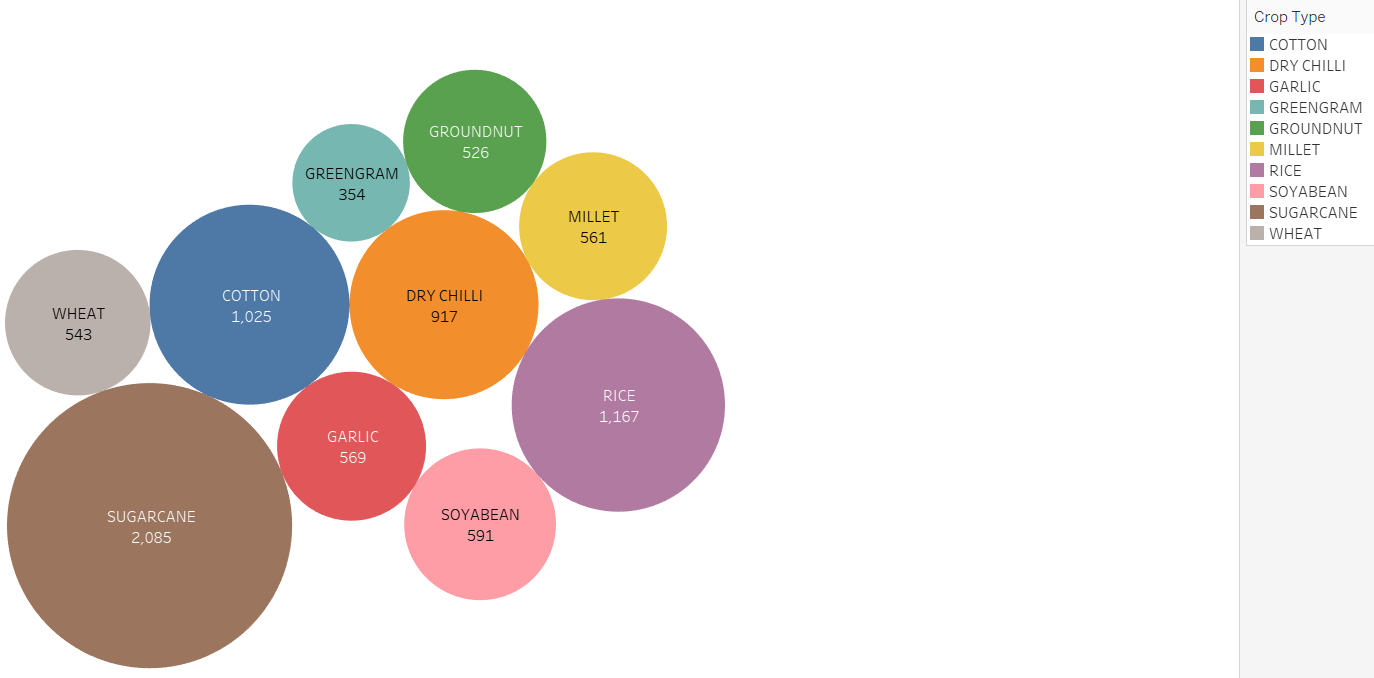 GROUNDNUT
526
GREENGRAM
354
MILLET
561
COTTON
1,025
DRY CHILLI
917
WHEAT
543
RICE
1,167
GARLIC
569
SUGARCANE
2,085
SOYABEAN
591
Crop Type
COTTON
DRY CHILLI
GARLIC
GREENGRAM
GROUNDNUT
MILLET
RICE
SOYABEAN
SUGARCANE
WHEAT